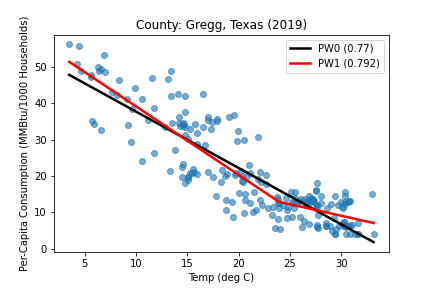 County: Gregg, Texas (2019)
PW0 (0.77)
PW1 (0.792)
Per-Capita Consumption (MMBtu/1000 Households)
50
40
30
20
10
0
5 10 15 20 25 30
Temp (deg C)